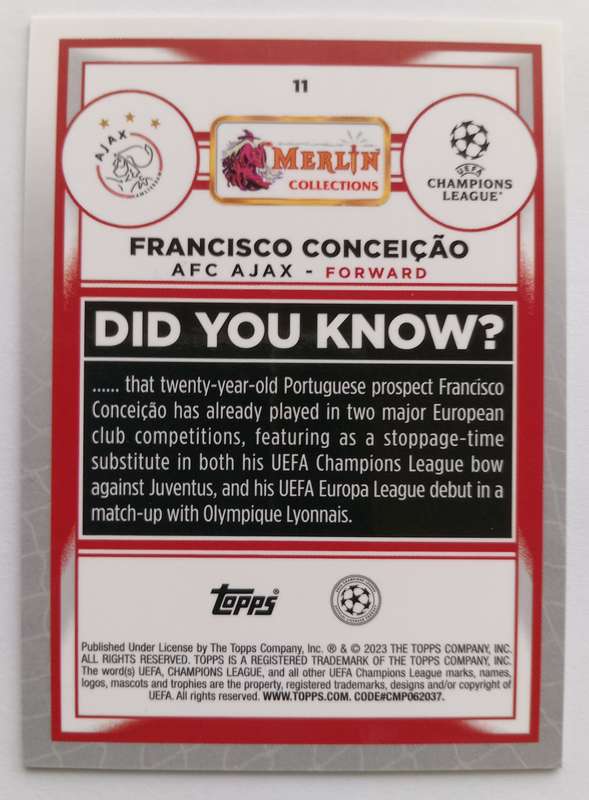 11
AJAX
AMSTERDAM
MERLIN
COLLECTIONS
UEFA
CHAMPIONS
LEAGUE®
FRANCISCO CONCEIÇÃO
AFC AJAX - FORWARD
DID YOU KNOW?
...... that twenty-year-old Portuguese prospect Francisco
Conceição has already played in two major European
club competitions, featuring as a stoppage-time
substitute in both his UEFA Champions League bow
against Juventus, and his UEFA Europa League debut in a
match-up with Olympique Lyonnais.
topps®
Published Under License by The Topps Company, Inc. ® & © 2023 THE TOPPS COMPANY, INC.
ALL RIGHTS RESERVED. TOPPS IS A REGISTERED TRADEMARK OF THE TOPPS COMPANY, INC.
The word(s) UEFA, CHAMPIONS LEAGUE, and all other UEFA Champions League marks, names,
logos, mascots and trophies are the property, registered trademarks, designs and/or copyright of
UEFA. All rights reserved. WWW.TOPPS.COM. CODE#CMP062037.